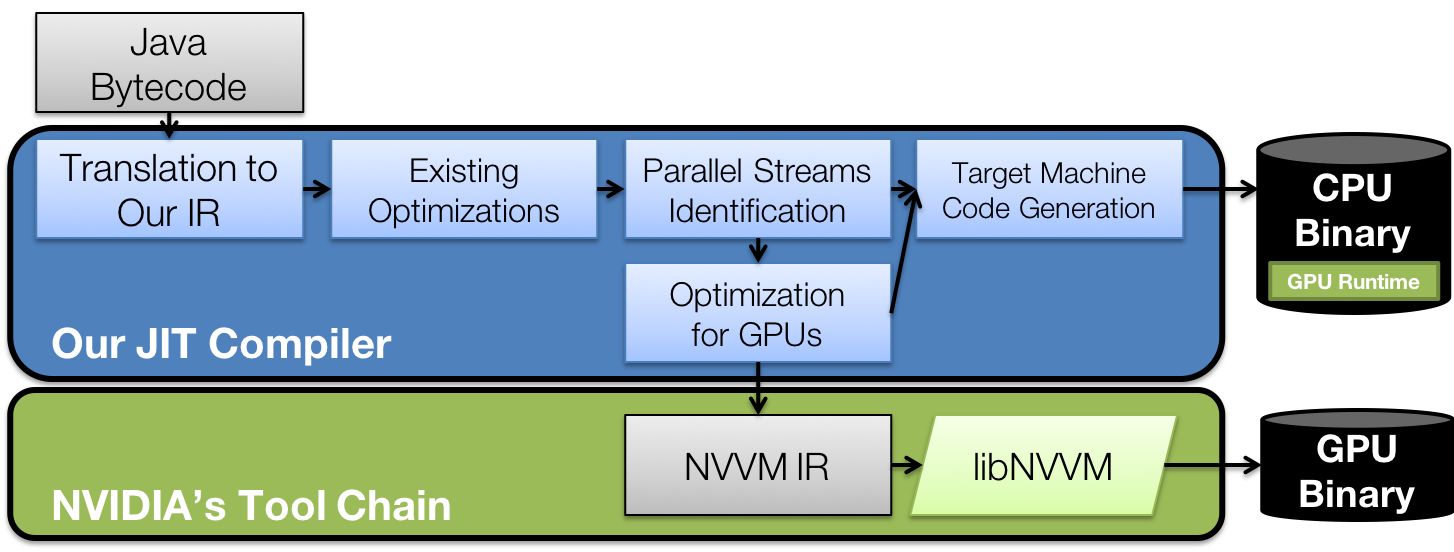 Java
Bytecode
Translation to
Our IR
Existing
Optimizations
Parallel Streams
Identification
Target Machine
Code Generation
CPU
Binary
GPU Runtime
Optimization
for GPUs
Our JIT Compiler
NVVM IR
libNVVM
GPU
Binary
NVIDIA’s Tool Chain